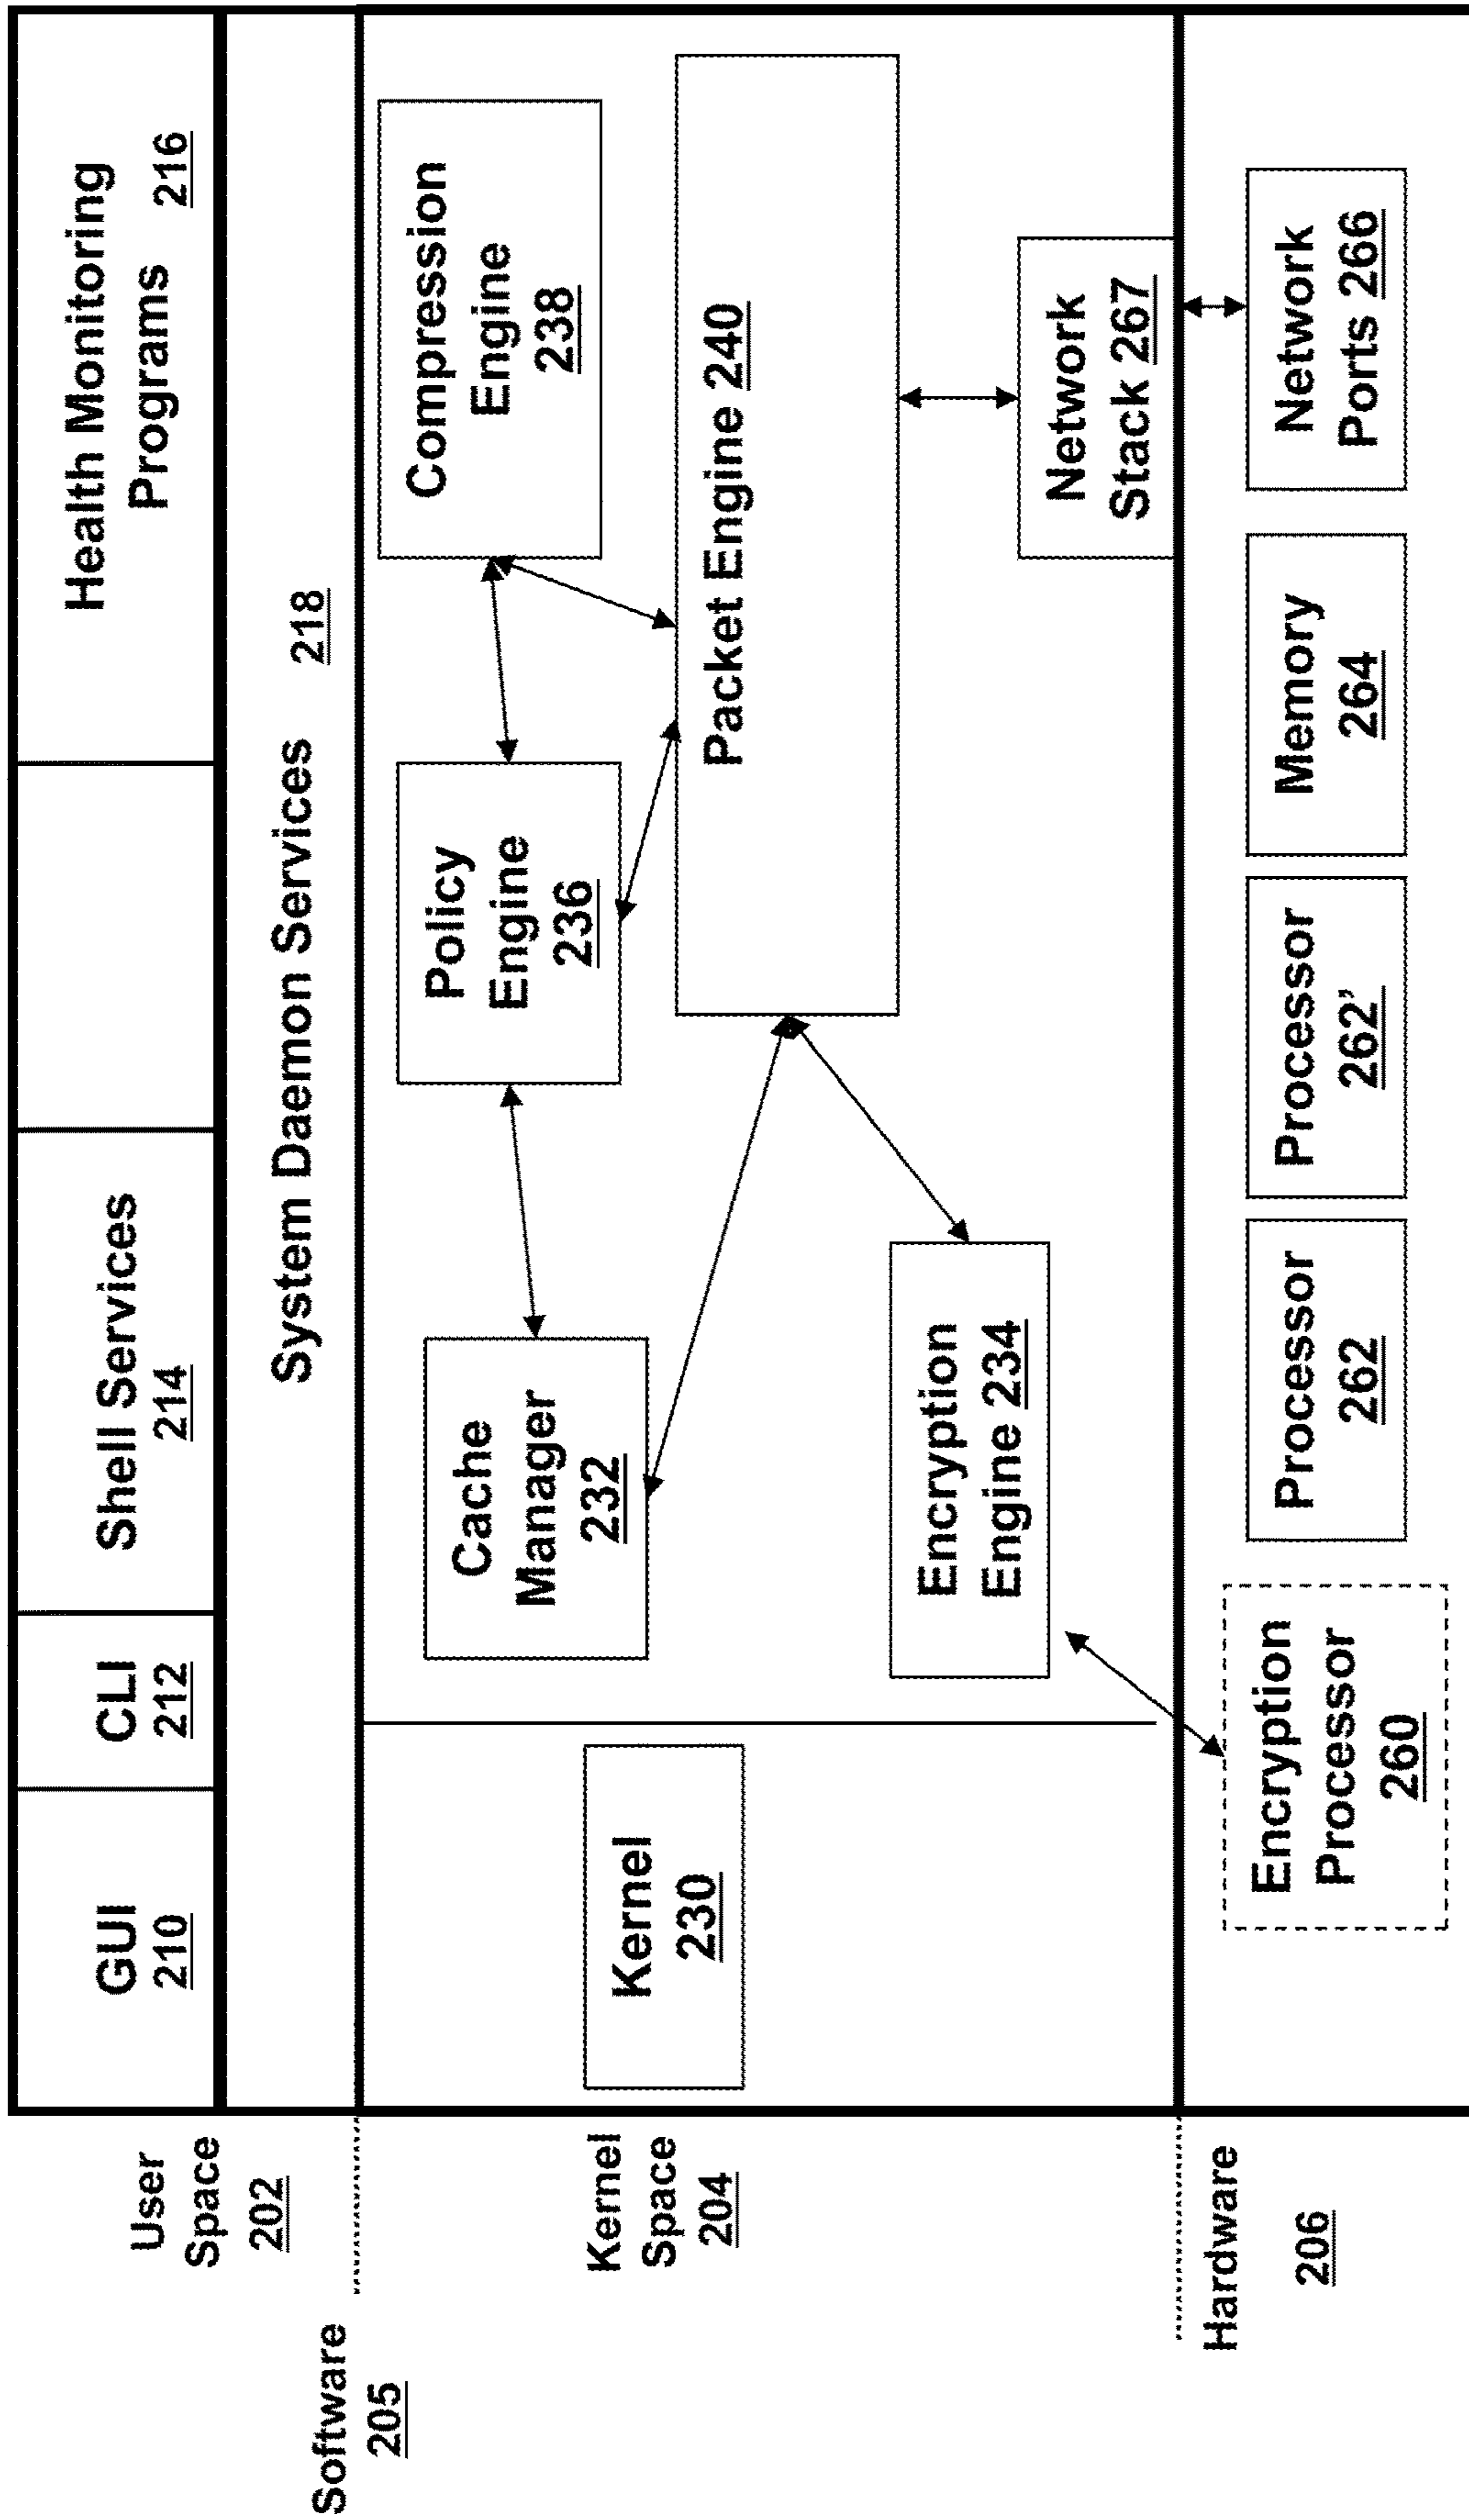 GUI
210
CLI
212
Shell Services
214
Health Monitoring
Programs 216
System Daemon Services 218
User
Space
202
Software
205
Kernel
Space
204
Kernel
230
Cache
Manager
232
Policy
Engine
236
Compression
Engine
238
Packet Engine 240
Encryption
Engine 234
Network
Stack 267
Hardware
206
Encryption
Processor
260
Processor
262
Processor
262’
Memory
264
Network
Ports 266